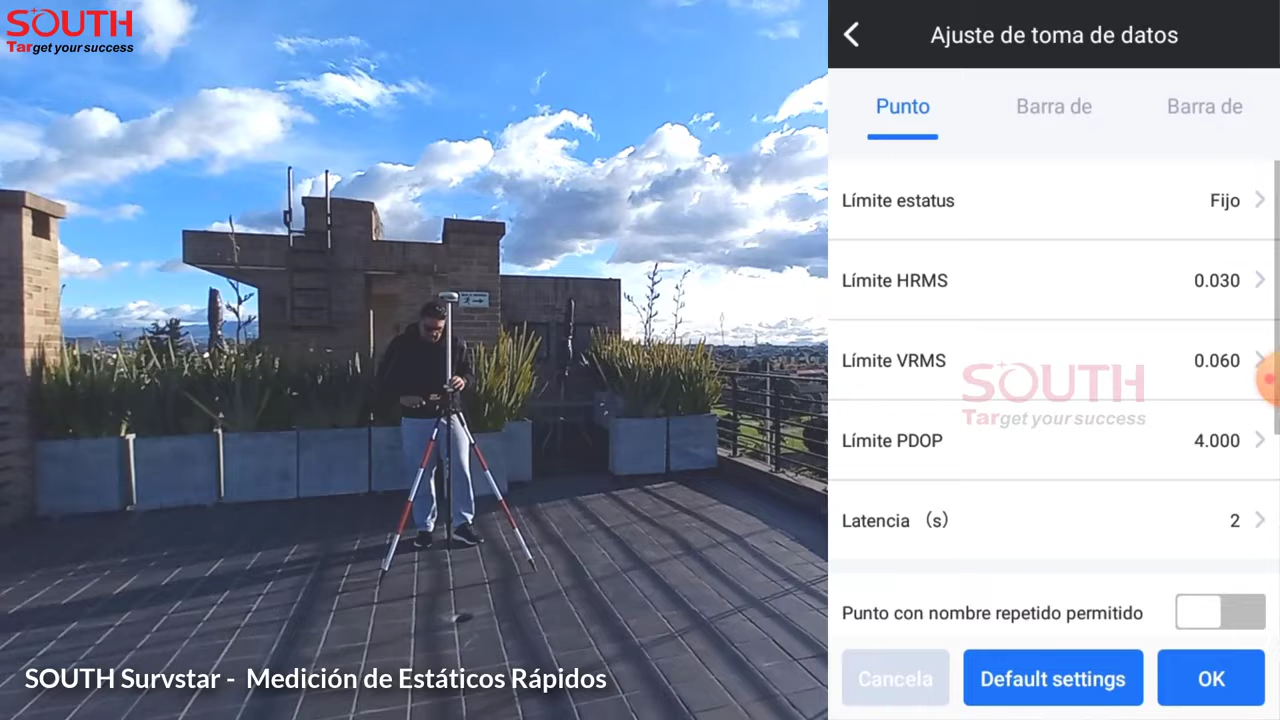 SOUTH
Target your success
SOUTH Survstar - Medición de Estáticos Rápidos
Ajuste de toma de datos
Punto
Barra de
Barra de
Límite estatus
Fijo
Límite HRMS
0.030
Límite VRMS
0.060
SOUTH
Target your success
Límite PDOP
4.000
Latencia （s）
2
Punto con nombre repetido permitido
Cancela
Default settings
OK